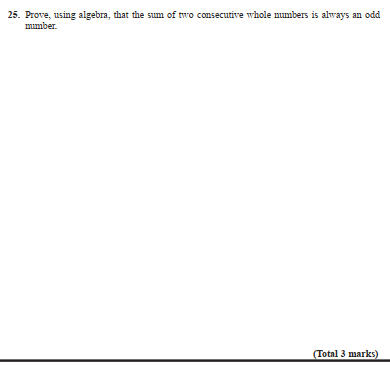 25. Prove, using algebra, that the sum of two consecutive whole numbers is always an odd
number.
(Total 3 marks)